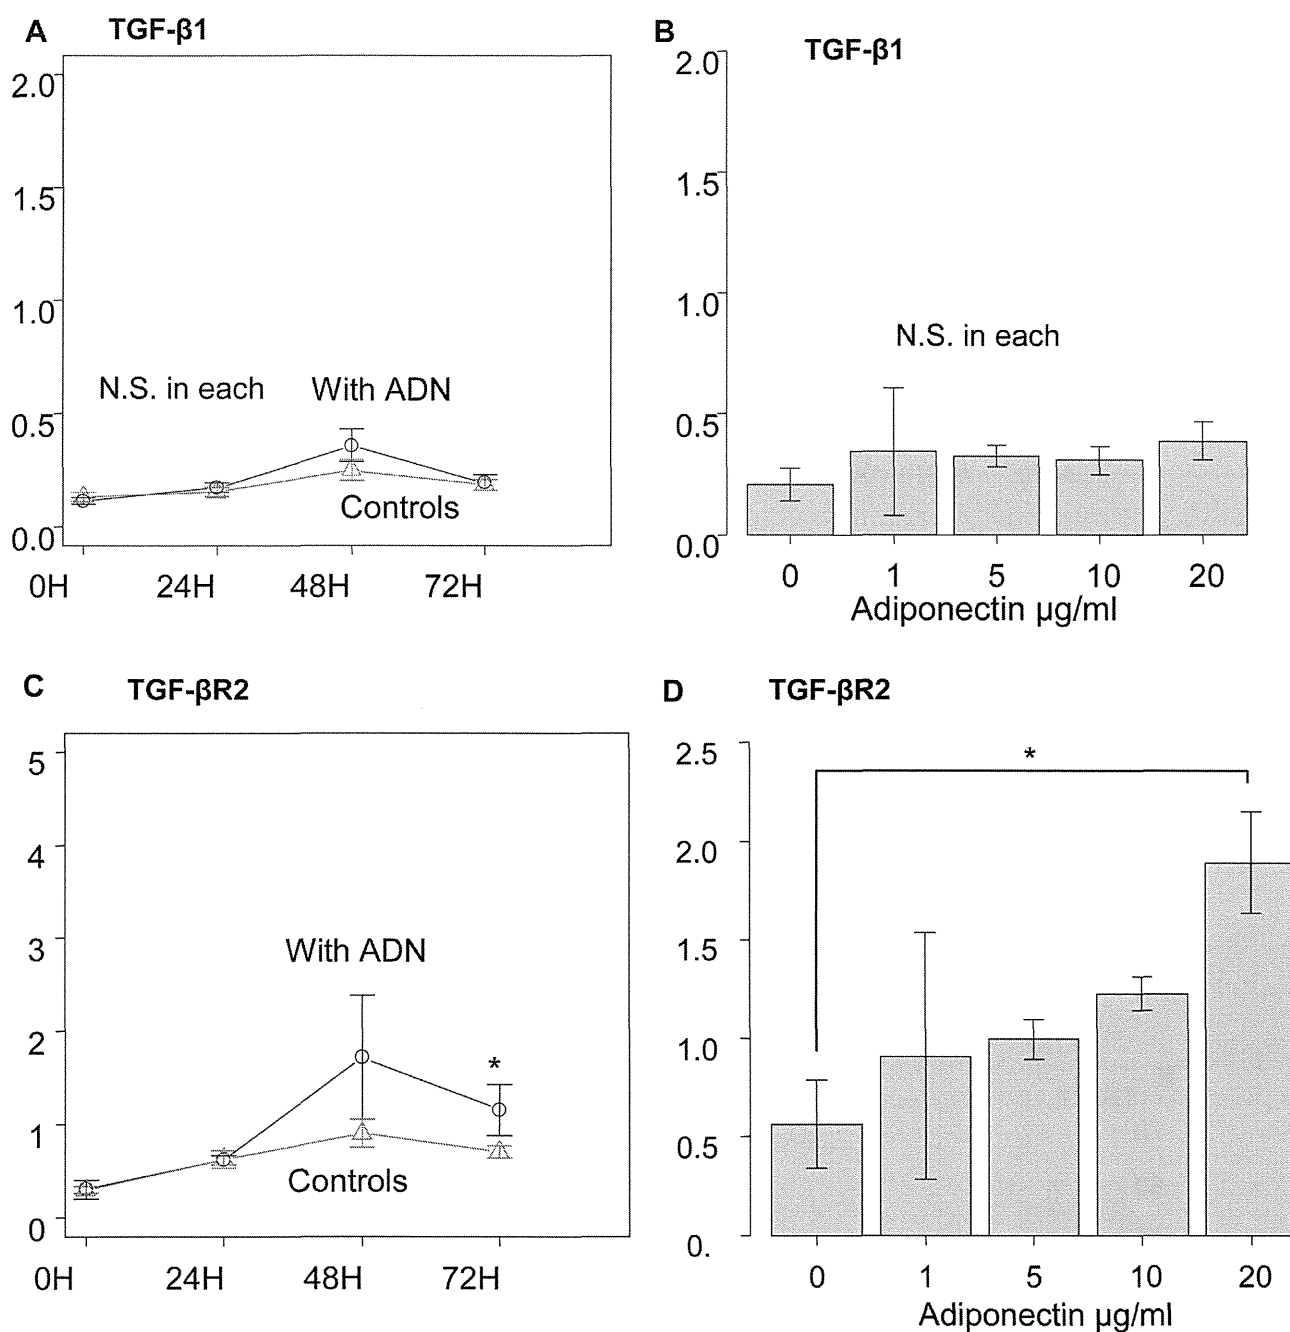 A TGF-β1
2.0
1.5
1.0
0.5
0.0
N.S. in each
With ADN
Controls
0H 24H 48H 72H
B TGF-β1
2.0
1.5
1.0
0.5
0.0
N.S. in each
0 1 5 10 20
Adiponectin µg/ml
C TGF-βR2
5
4
3
2
1
0
With ADN
*
Controls
0H 24H 48H 72H
D TGF-βR2
2.5
2.0
1.5
1.0
0.5
0.
*
0 1 5 10 20
Adiponectin µg/ml